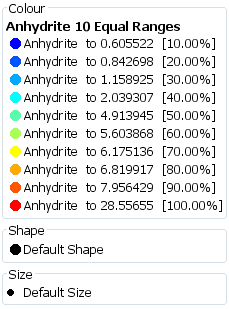 Colour
Anhydrite 10 Equal Ranges
Anhydrite to 0.605522 [10.00%]
Anhydrite to 0.842698 [20.00%]
Anhydrite to 1.158925 [30.00%]
Anhydrite to 2.039307 [40.00%]
Anhydrite to 4.913945 [50.00%]
Anhydrite to 5.603868 [60.00%]
Anhydrite to 6.175136 [70.00%]
Anhydrite to 6.819917 [80.00%]
Anhydrite to 7.956429 [90.00%]
Anhydrite to 28.55655 [100.00%]
Shape
Default Shape
Size
Default Size